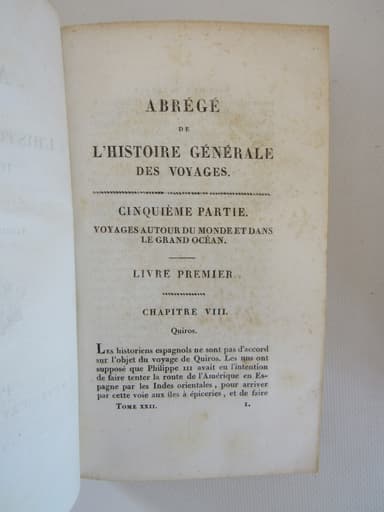 ABRÉGÉ
DE
L'HISTOIRE GÉNÉRALE
DES VOYAGES.
CINQUIÈME PARTIE.
VOYAGES AUTOUR DU MONDE ET DANS
LE GRAND OCÉAN.
LIVRE PREMIER
CHAPITRE VIII.
Quiros.
LES historiens espagnols ne sont pas d'accord
sur l'objet du voyage de Quiros. Les uns ont
supposé que Philippe III avait eu l'intention
de faire tenter la route de l'Amérique en Es-
pagne par les Indes orientales, pour arriver
par cette voie aux îles à épiceries, et de faire
TOME XXII. 1.